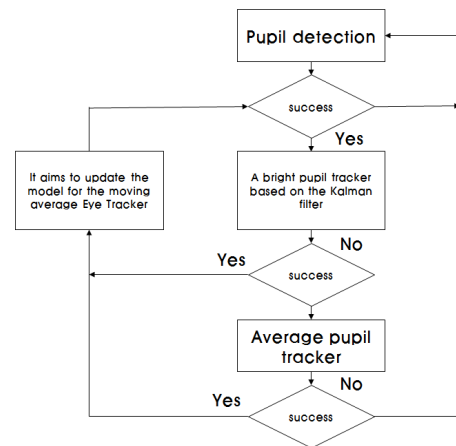 Pupil detection
success
Yes
It aims to update the
model for the moving
average Eye Tracker
A bright pupil tracker
based on the Kalman
filter
No
Yes
success
Average pupil
tracker
Yes
No
success